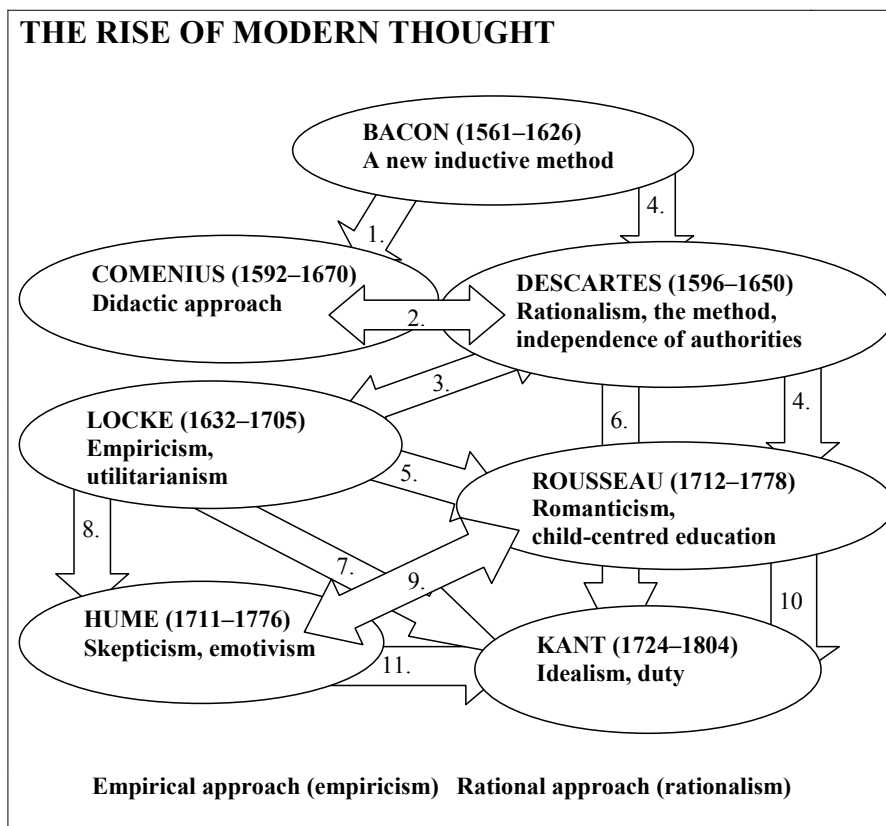 THE RISE OF MODERN THOUGHT
BACON (1561–1626)
A new inductive method
1.
4.
COMENIUS (1592–1670)
Didactic approach
DESCARTES (1596–1650)
Rationalism, the method,
independence of authorities
2.
3.
6.
4.
LOCKE (1632–1705)
Empiricism,
utilitarianism
5.
ROUSSEAU (1712–1778)
Romanticism,
child-centred education
8.
7.
9.
10
HUME (1711–1776)
Skepticism, emotivism
KANT (1724–1804)
Idealism, duty
11.
Empirical approach (empiricism) Rational approach (rationalism)